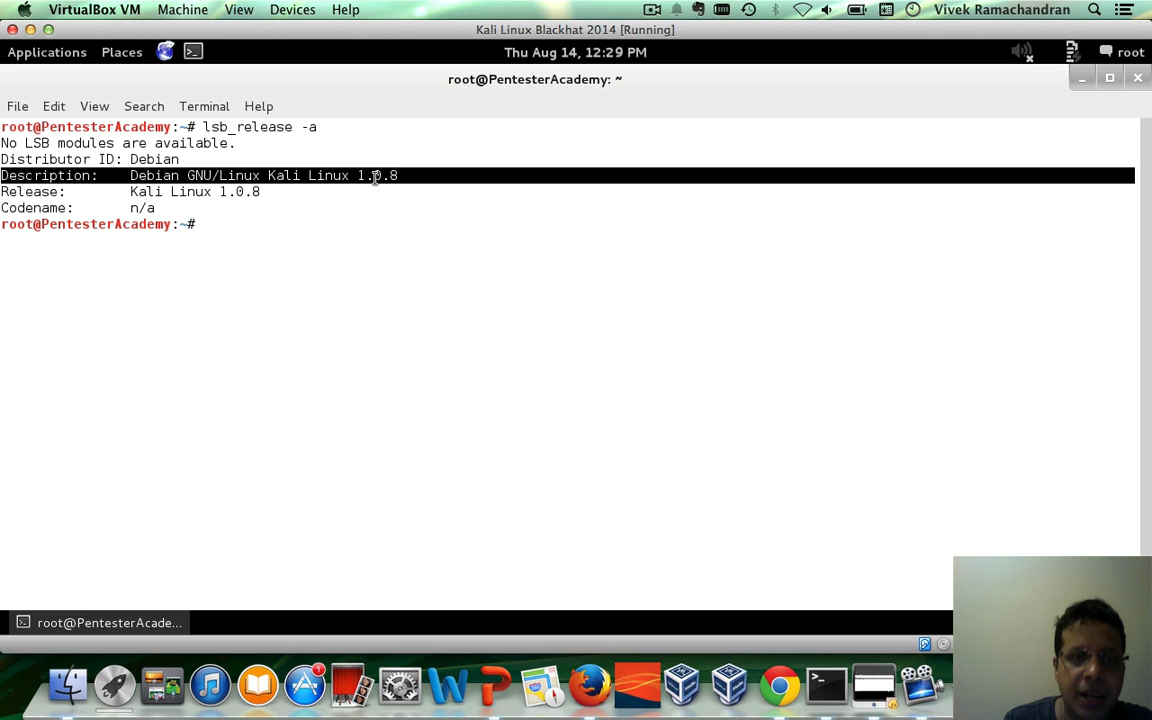 VirtualBox VM Machine View Devices Help Vivek Ramachandran
Kali Linux Blackhat 2014 [Running]
Applications Places Thu Aug 14, 12:29 PM root
root@PentesterAcademy: ~
File Edit View Search Terminal Help
root@PentesterAcademy:~# lsb_release -a
No LSB modules are available.
Distributor ID: Debian
Description: Debian GNU/Linux Kali Linux 1.0.8
Release: Kali Linux 1.0.8
Codename: n/a
root@PentesterAcademy:~#
root@PentesterAcade...